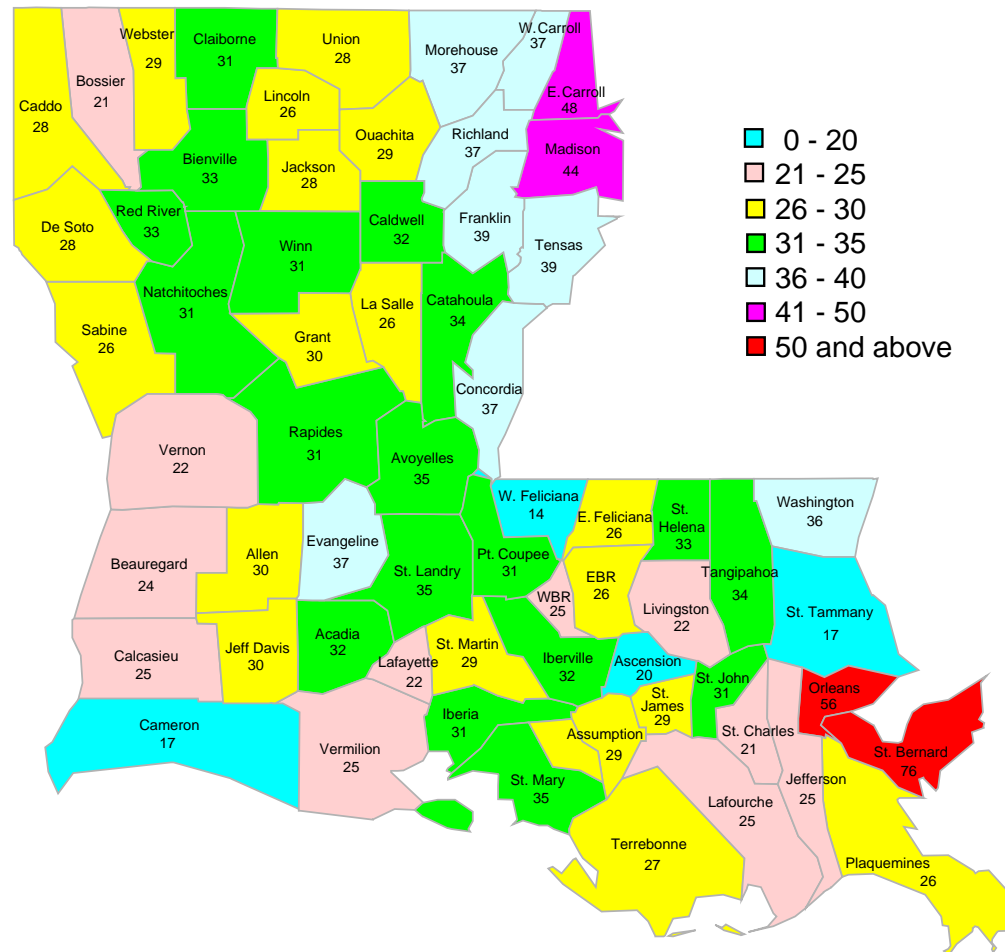 Webster
29
Claiborne
31
Union
28
Morehouse
37
W. Carroll
37
Bossier
21
Caddo
28
Lincoln
26
E. Carroll
48
Ouachita
29
Richland
37
Madison
44
Bienville
33
Jackson
28
Red River
33
De Soto
28
Caldwell
32
Franklin
39
Tensas
39
Winn
31
Natchitoches
31
La Salle
26
Catahoula
34
Sabine
26
Grant
30
Concordia
37
Rapides
31
Vernon
22
Avoyelles
35
W. Feliciana
14
E. Feliciana
26
St.
Helena
33
Washington
36
Evangeline
37
Allen
30
Beauregard
24
St. Landry
35
Pt. Coupee
31
WBR
25
EBR
26
Livingston
22
Tangipahoa
34
St. Tammany
17
Acadia
32
Jeff Davis
30
Calcasieu
25
Lafayette
22
St. Martin
29
Iberville
32
Ascension
20
St. John
31
Orleans
56
St.
James
29
Cameron
17
Vermilion
25
Iberia
31
Assumption
29
St. Charles
21
St. Bernard
76
St. Mary
35
Jefferson
25
Lafourche
25
Terrebonne
27
Plaquemines
26
0 - 20
21 - 25
26 - 30
31 - 35
36 - 40
41 - 50
50 and above